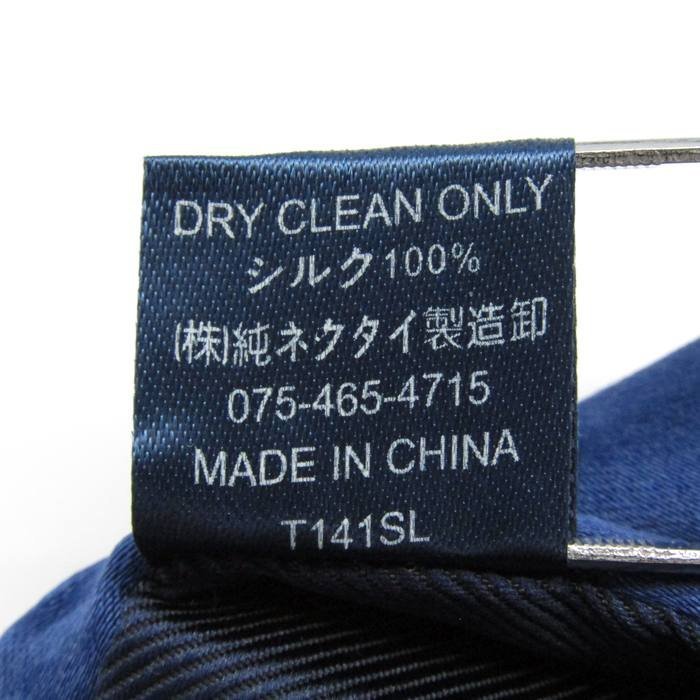 DRY CLEAN ONLY
シルク100%
(株)純ネクタイ製造卸
075-465-4715
MADE IN CHINA
T141SL